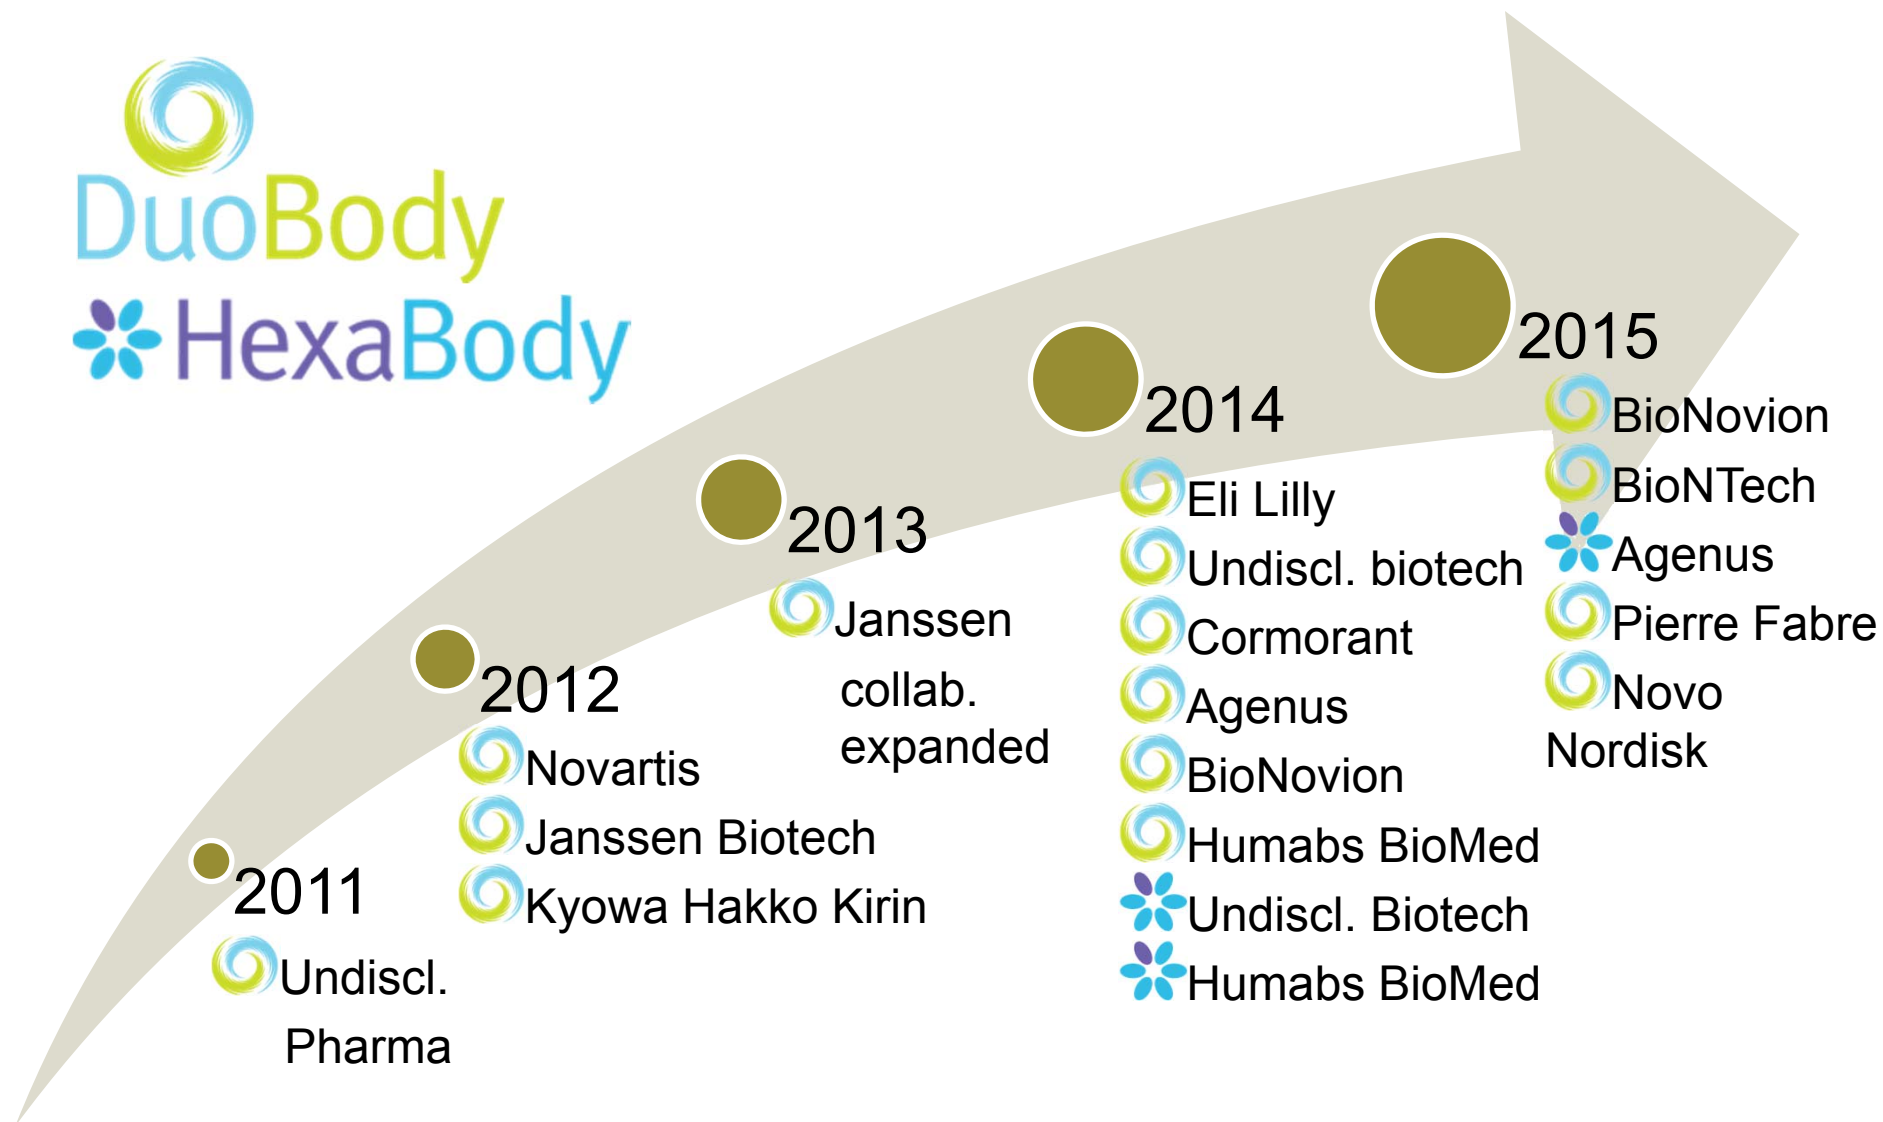 DuoBody
HexaBody
2011
Undiscl.
Pharma
2012
Novartis
Janssen Biotech
Kyowa Hakko Kirin
2013
Janssen
collab.
expanded
2014
Eli Lilly
Undiscl. biotech
Cormorant
Agenus
BioNovion
Humabs BioMed
Undiscl. Biotech
Humabs BioMed
2015
BioNovion
BioNTech
Agenus
Pierre Fabre
Novo
Nordisk